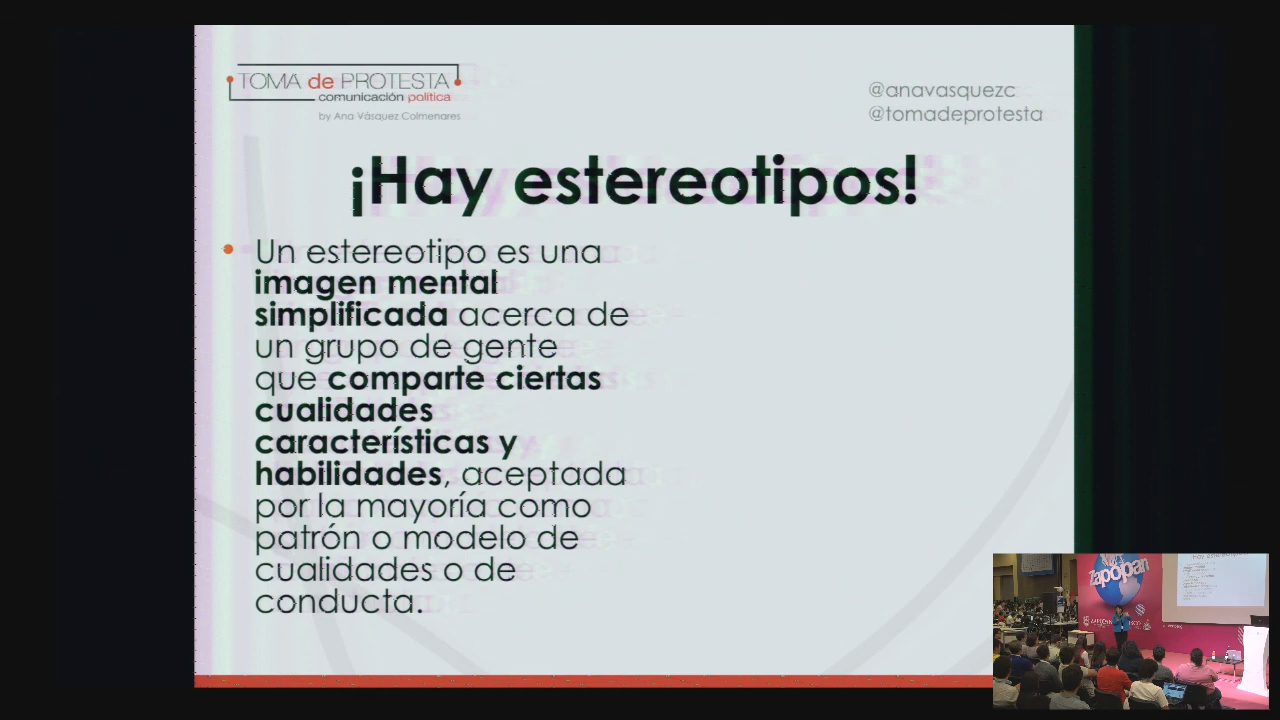 TOMA de PROTESTA
comunicación política
by Ana Vásquez Colmenares
@anavasquezc
@tomadeprotesta
¡Hay estereotipos!
• Un estereotipo es una
imagen mental
simplificada acerca de
un grupo de gente
que comparte ciertas
cualidades
características y
habilidades, aceptada
por la mayoría como
patrón o modelo de
cualidades o de
conducta.
Zapopan